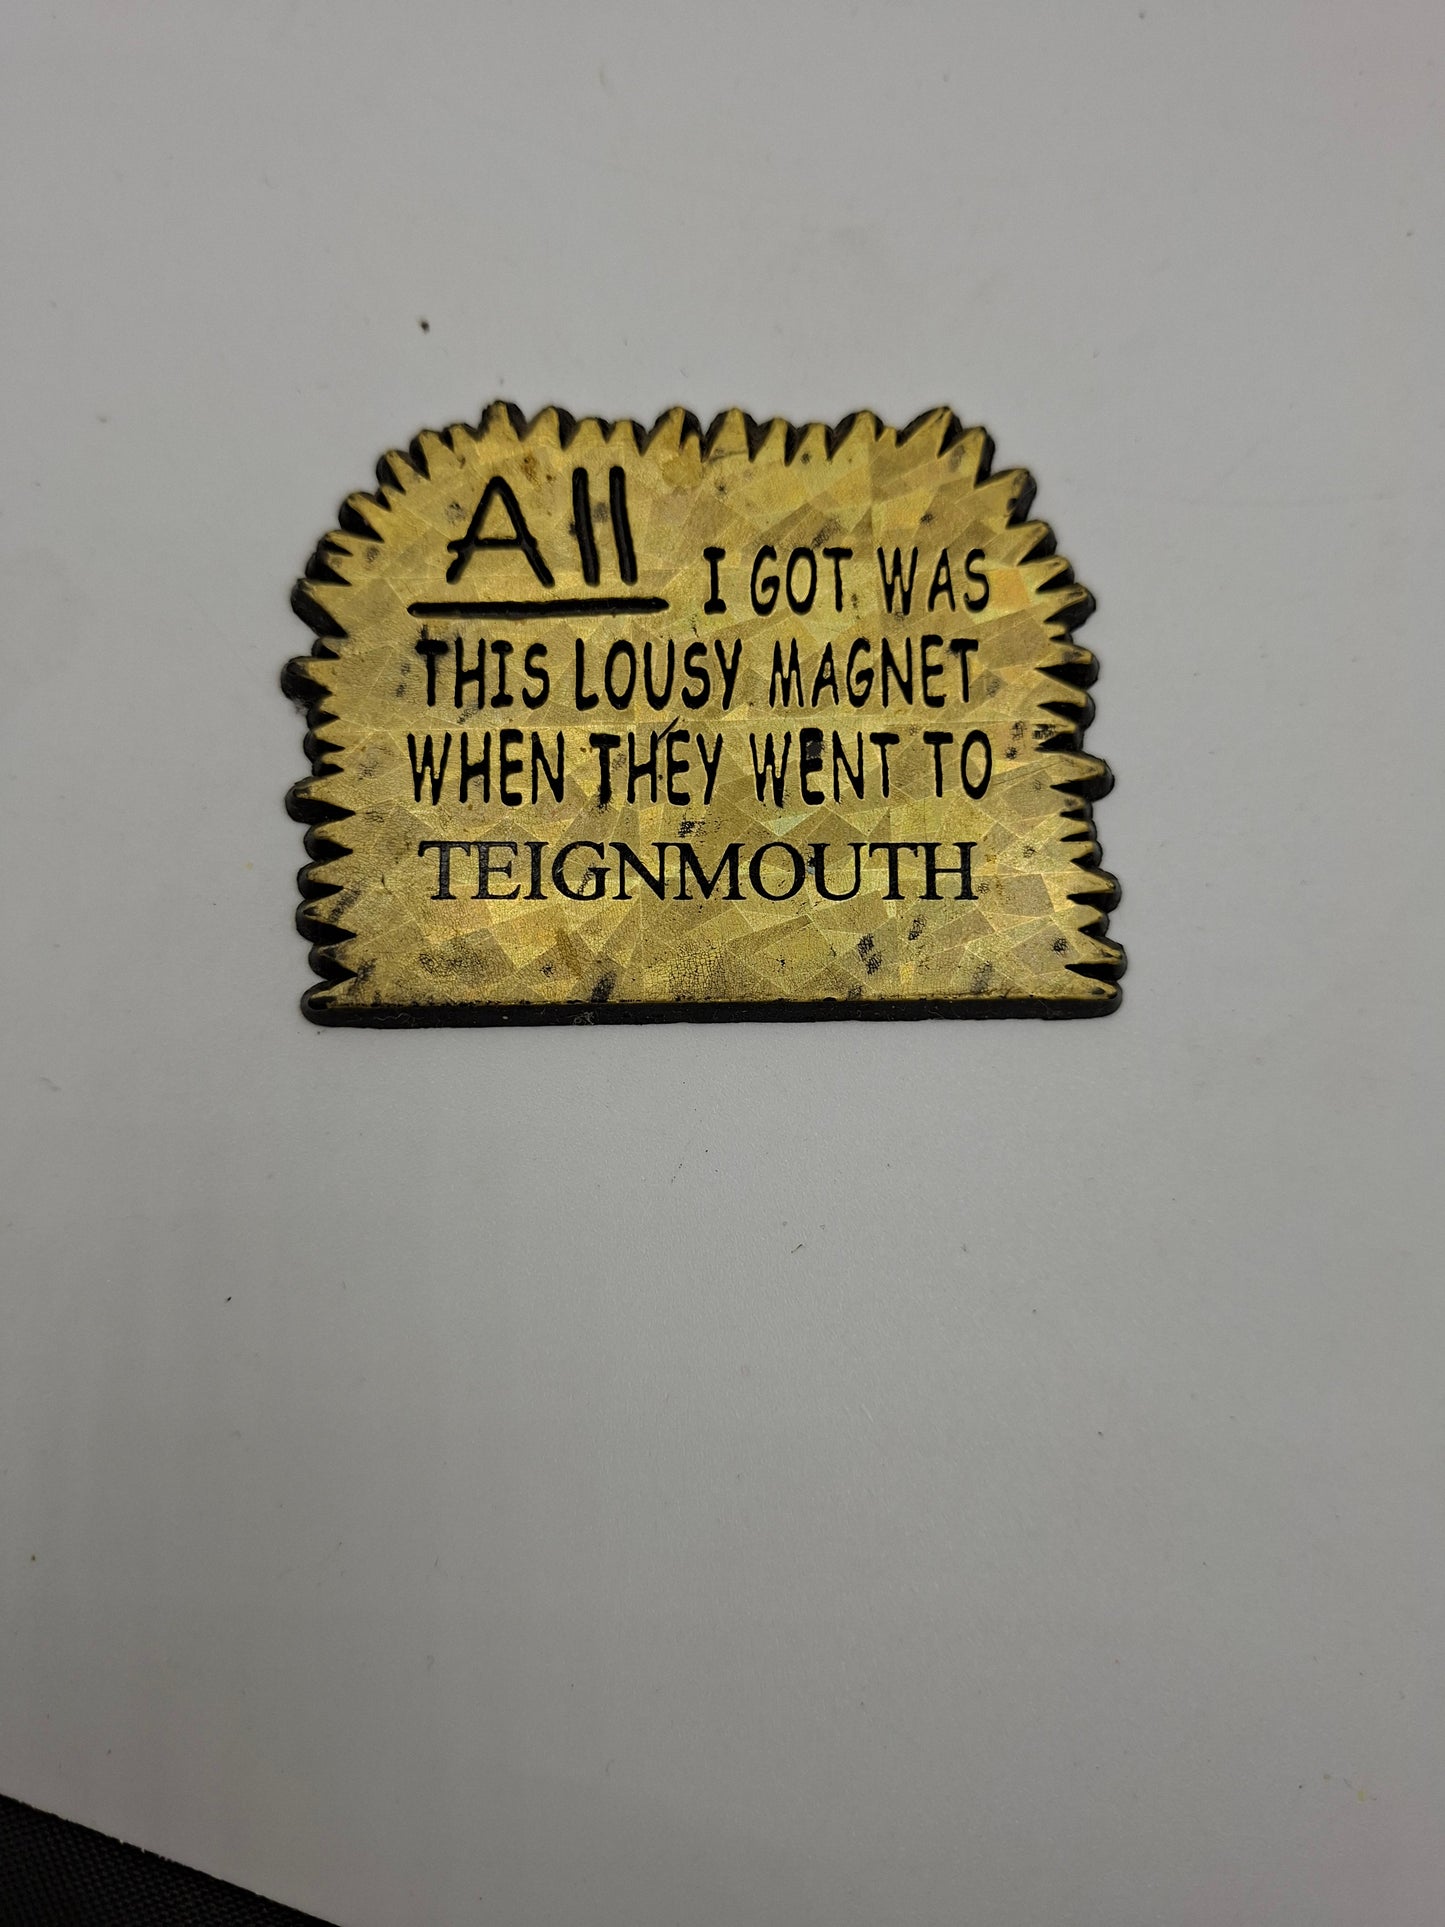 All I GOT WAS
THIS LOUSY MAGNET
WHEN THEY WENT TO
TEIGNMOUTH